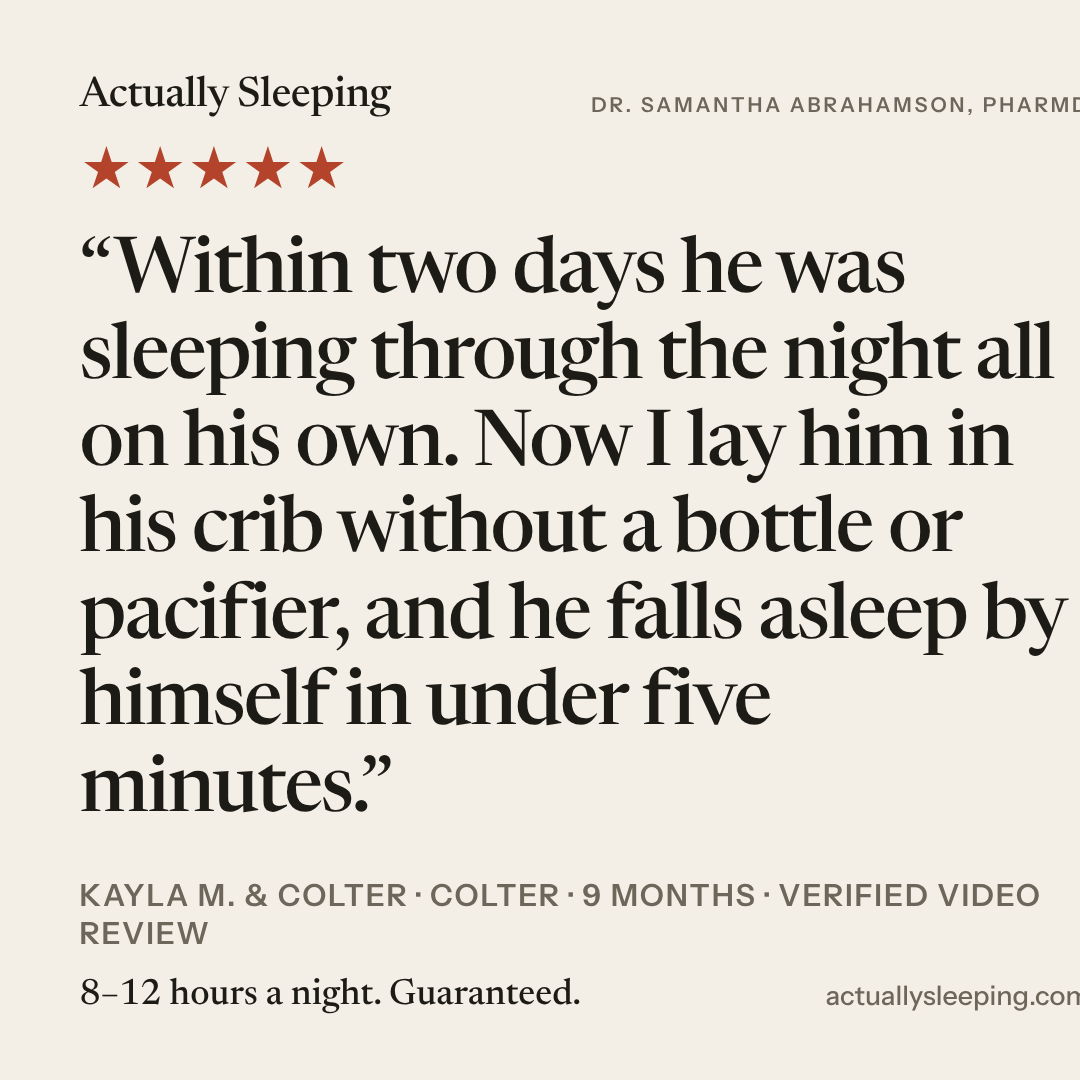 Actually Sleeping
DR. SAMANTHA ABRAHAMSON, PHARMD
★★★★★
“Within two days he was
sleeping through the night all
on his own. Now I lay him in
his crib without a bottle or
pacifier, and he falls asleep by
himself in under five
minutes.”
KAYLA M. & COLTER · COLTER · 9 MONTHS · VERIFIED VIDEO
REVIEW
8–12 hours a night. Guaranteed.
actuallysleeping.com